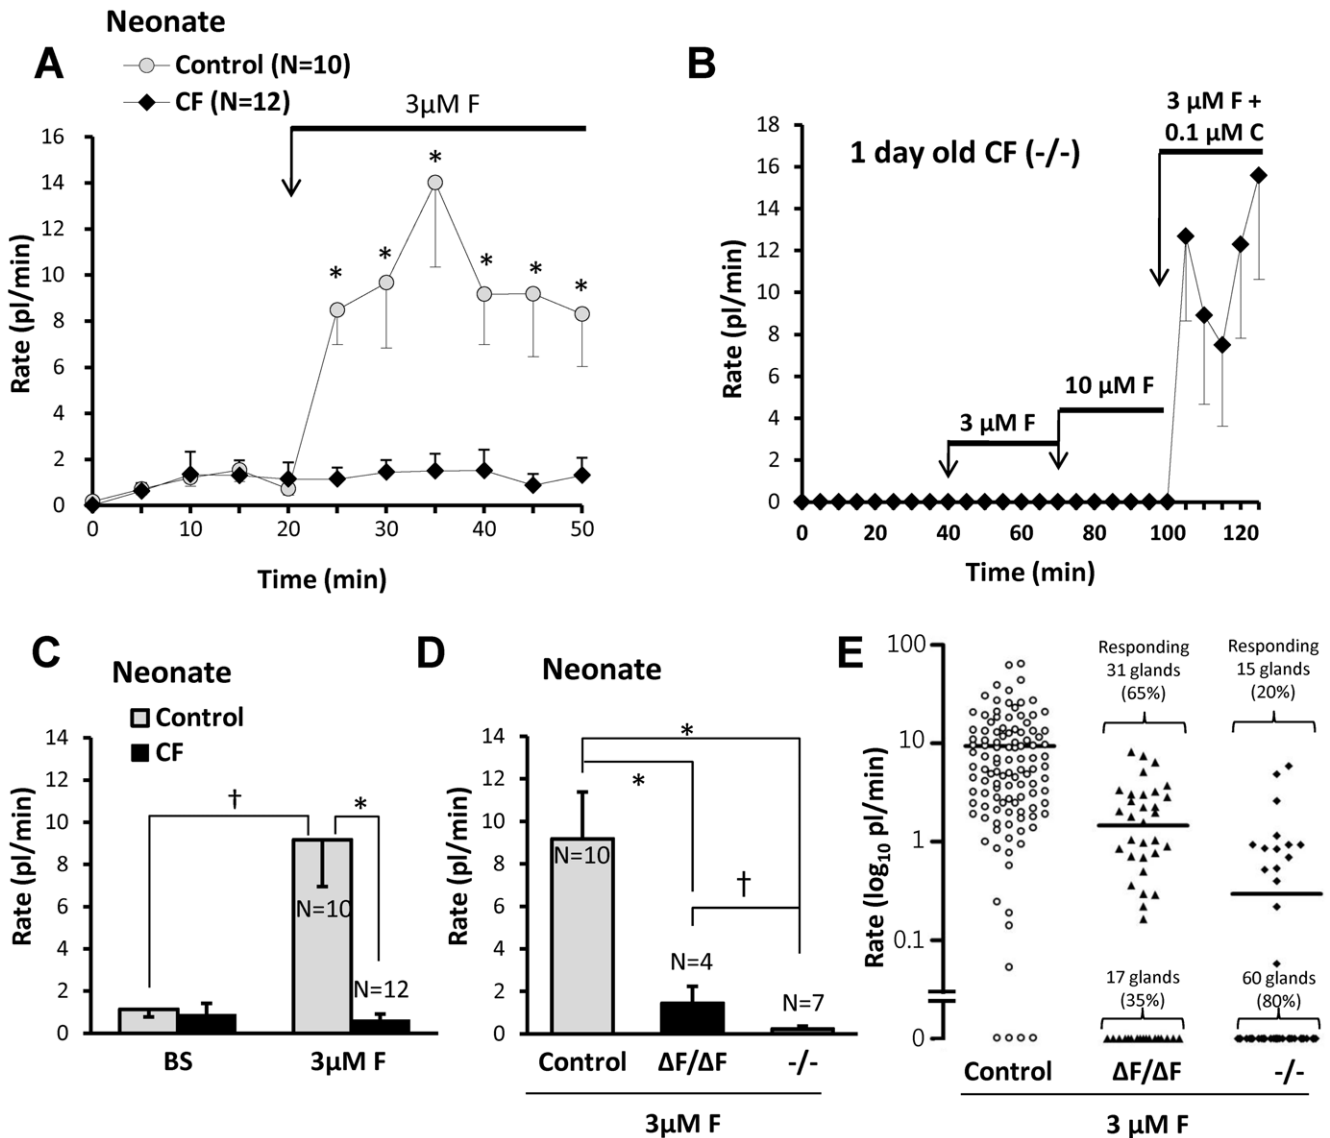 Neonate
A
Control (N=10)
CF (N=12)
3μM F
16
14
12
10
8
6
4
2
0
* * * * * *
Rate (pl/min)
0 10 20 30 40 50
Time (min)
B
1 day old CF (-/-)
3 μM F +
0.1 μM C
10 μM F
3 μM F
18
16
14
12
10
8
6
4
2
0
Rate (pl/min)
0 20 40 60 80 100 120
Time (min)
C
Neonate
Control
CF
14
12
10
8
6
4
2
0
Rate (pl/min)
† *
N=10
N=12
BS 3μM F
D
Neonate
14
12
10
8
6
4
2
0
Rate (pl/min)
*
*
†
N=10
N=4
N=7
Control ΔF/ΔF -/-
3μM F
E
100
10
1
0.1
0
Rate (log10 pl/min)
Responding
31 glands
(65%)
Responding
15 glands
(20%)
17 glands
(35%)
60 glands
(80%)
Control ΔF/ΔF -/-
3 μM F